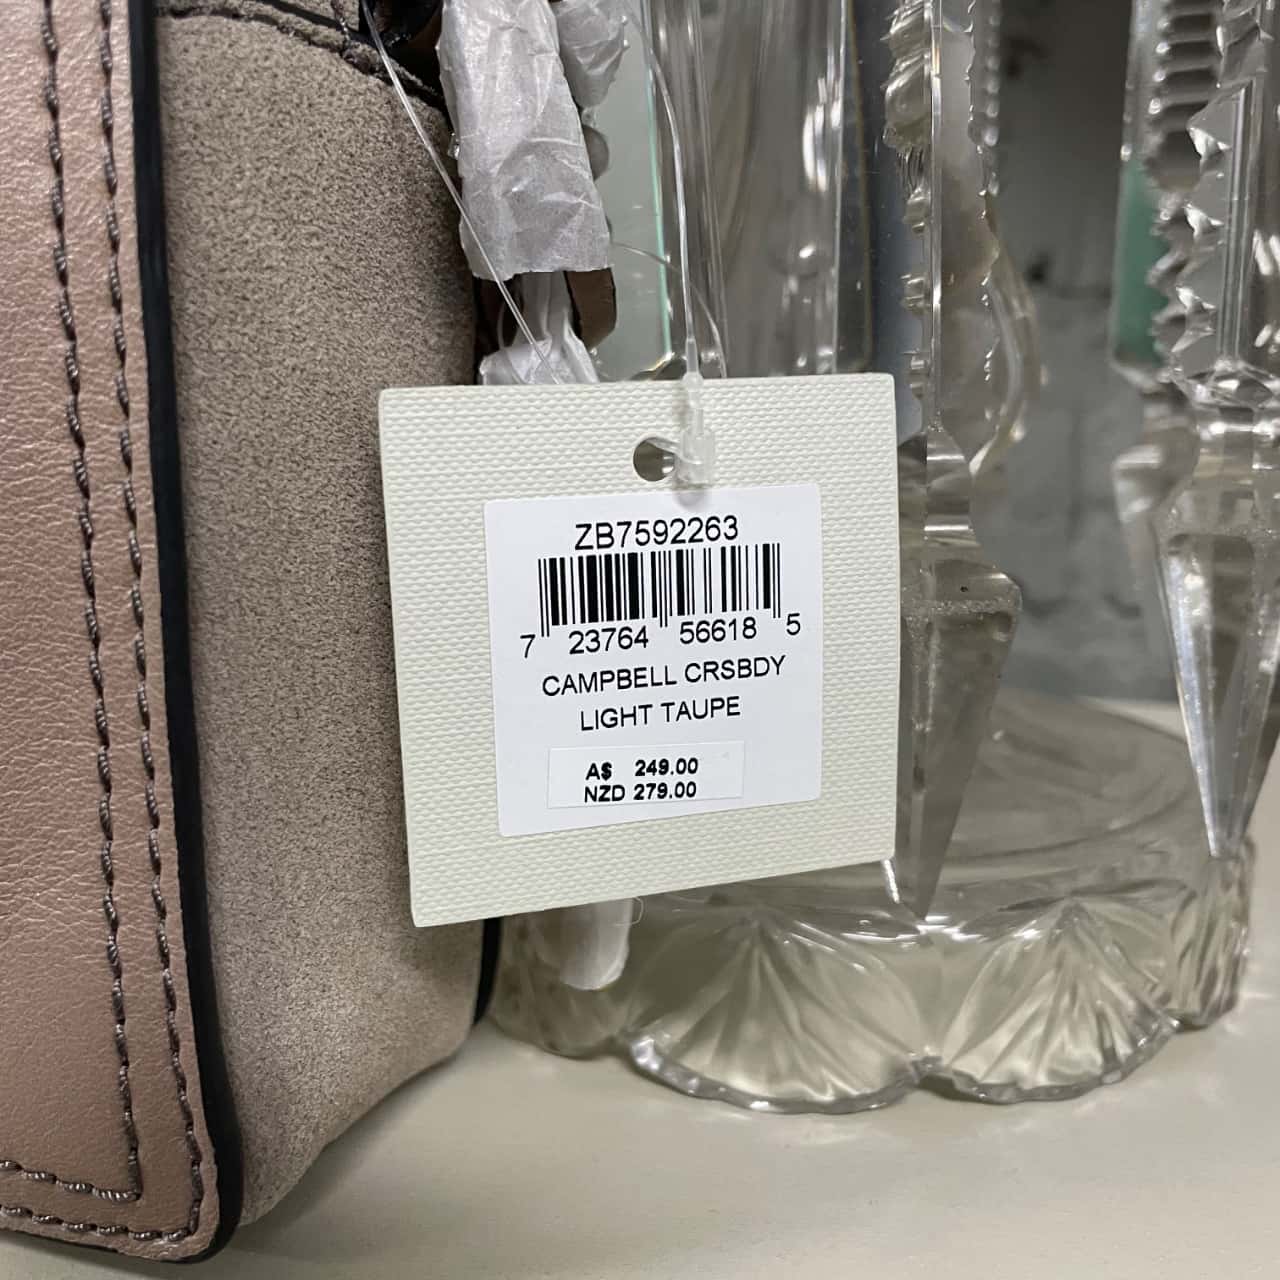 ZB7592263
7 23764 56618 5
CAMPBELL CRSBDY
LIGHT TAUPE
A$ 249.00
NZD 279.00